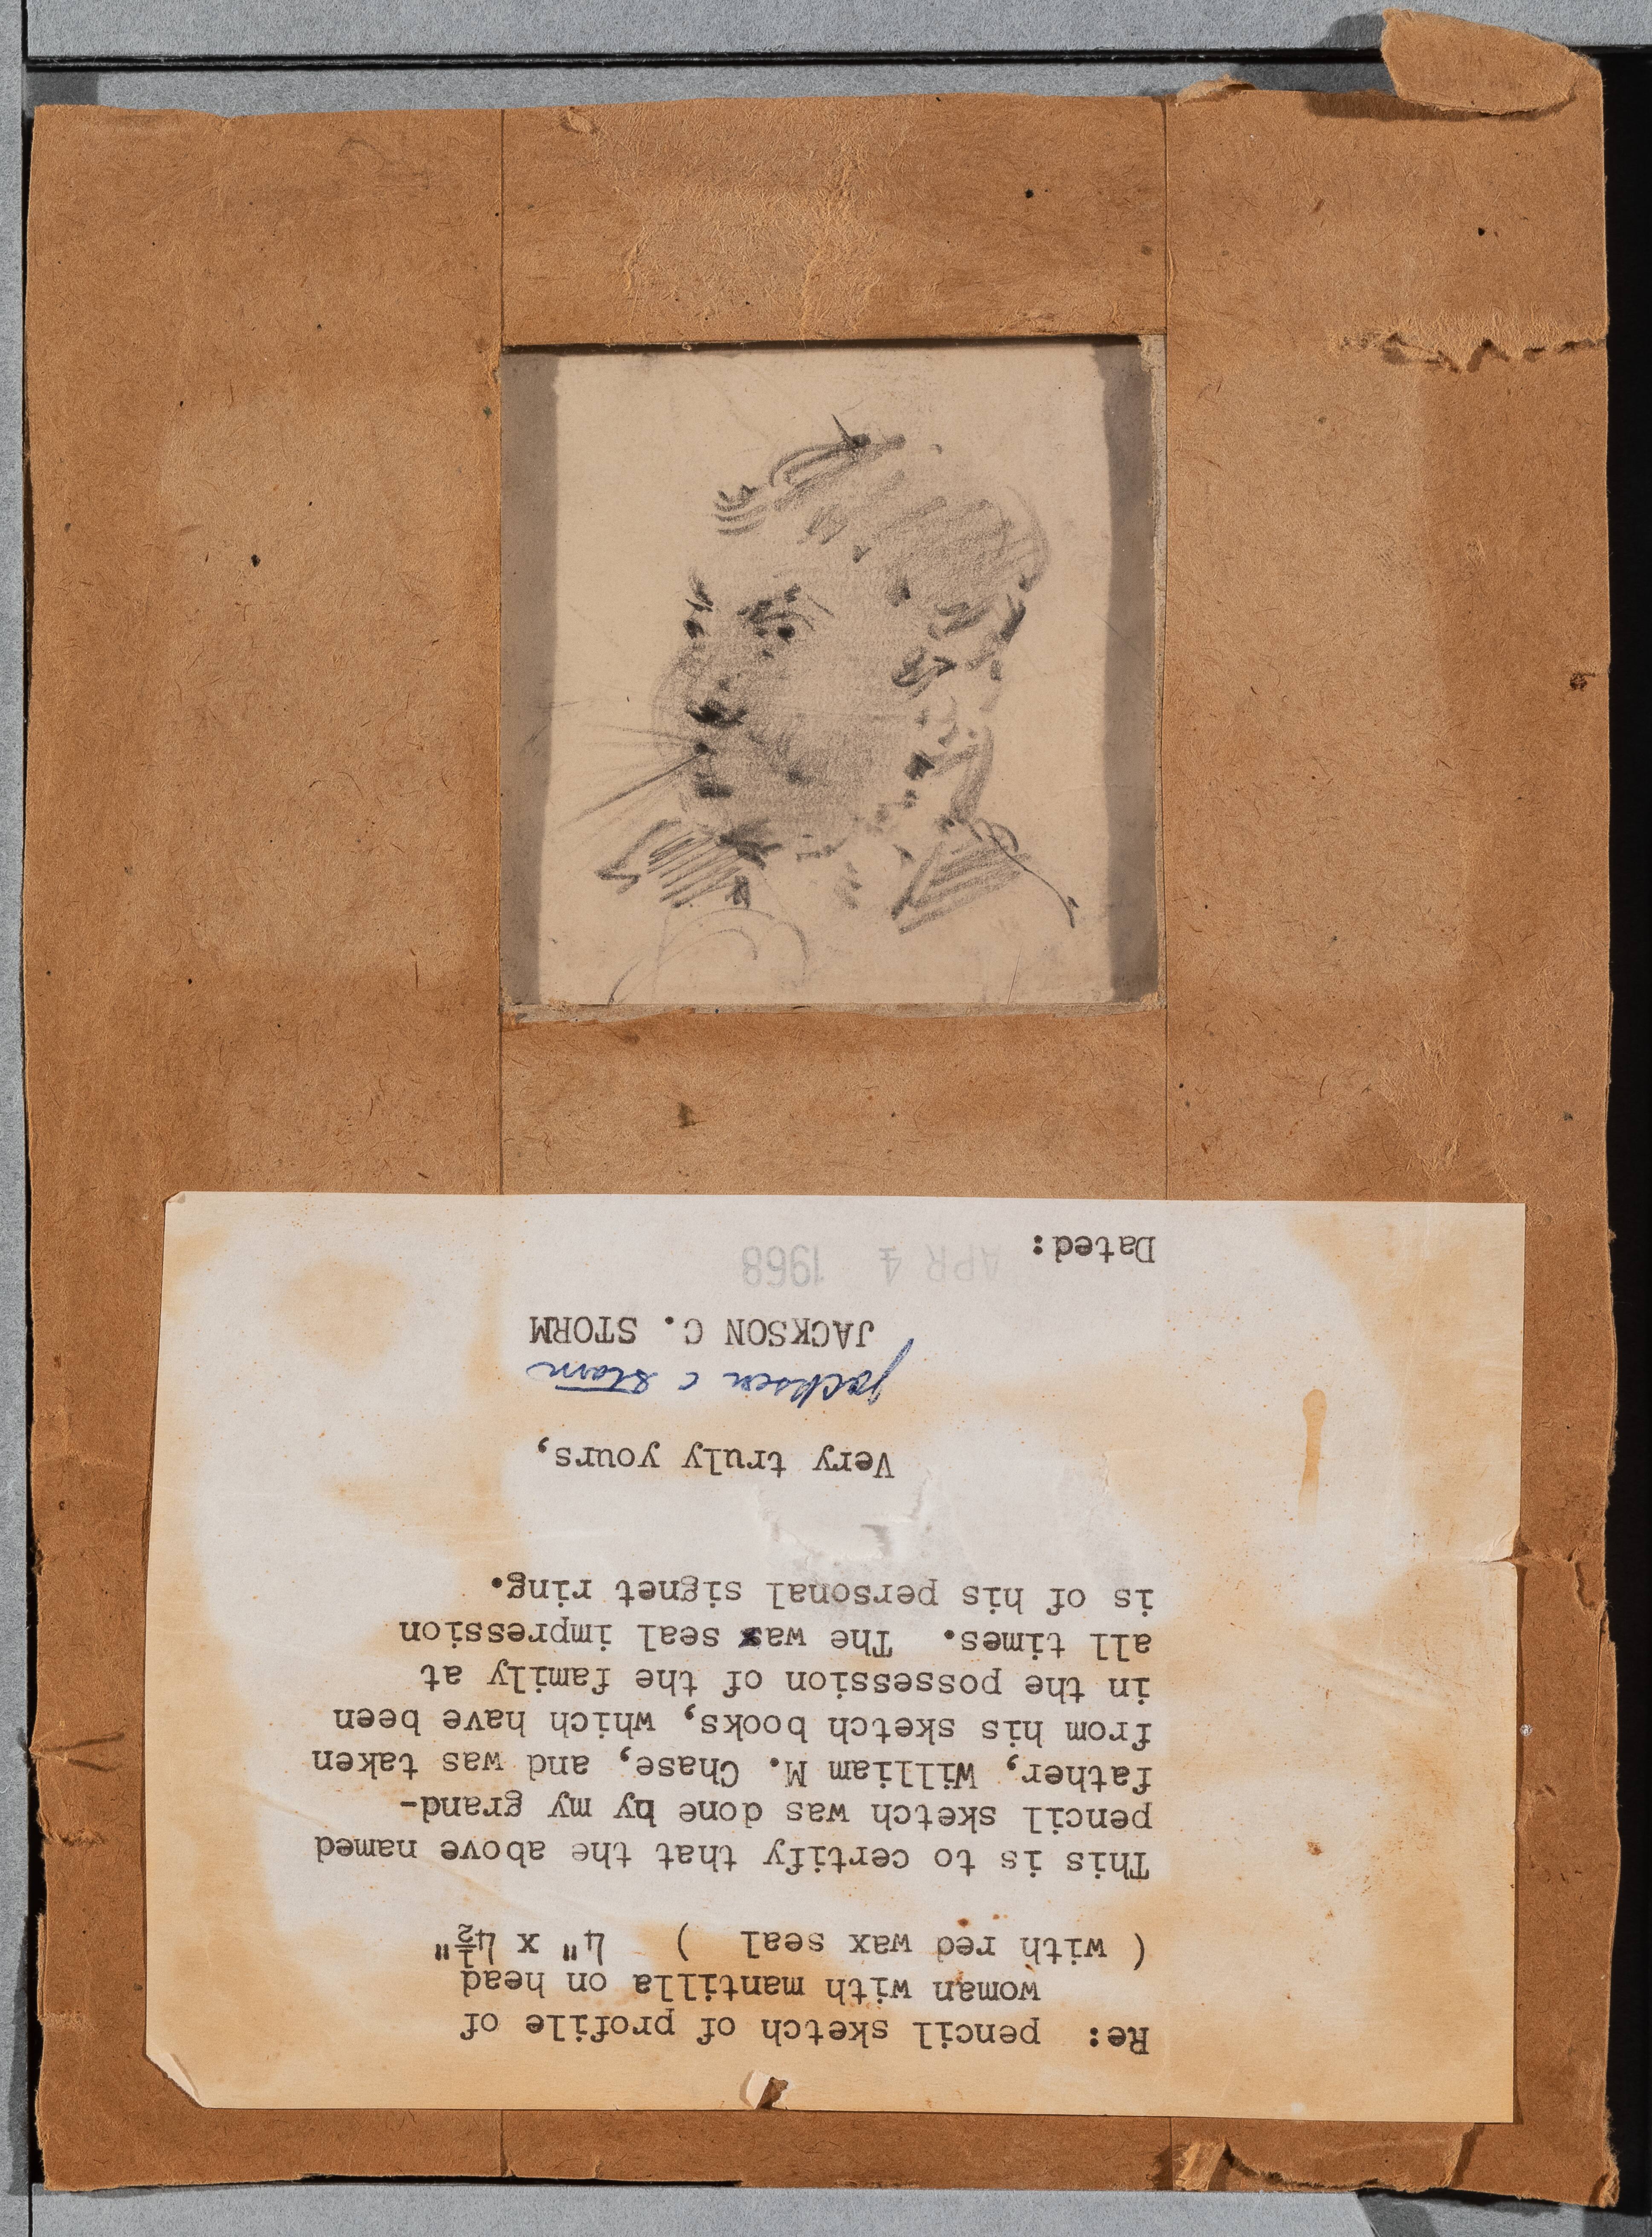 Re: pencil sketch of profile of
woman with mantilla on head
( with red wax seal ) 4" x 4½"
This is to certify that the above named
pencil sketch was done by my grand-
father, William M. Chase, and was taken
from his sketch books, which have been
in the possession of the family at
all times. The wax seal impression
is of his personal signet ring.
Very truly yours,
Jackson C Storm
JACKSON C. STORM
Dated: APR 4 1968